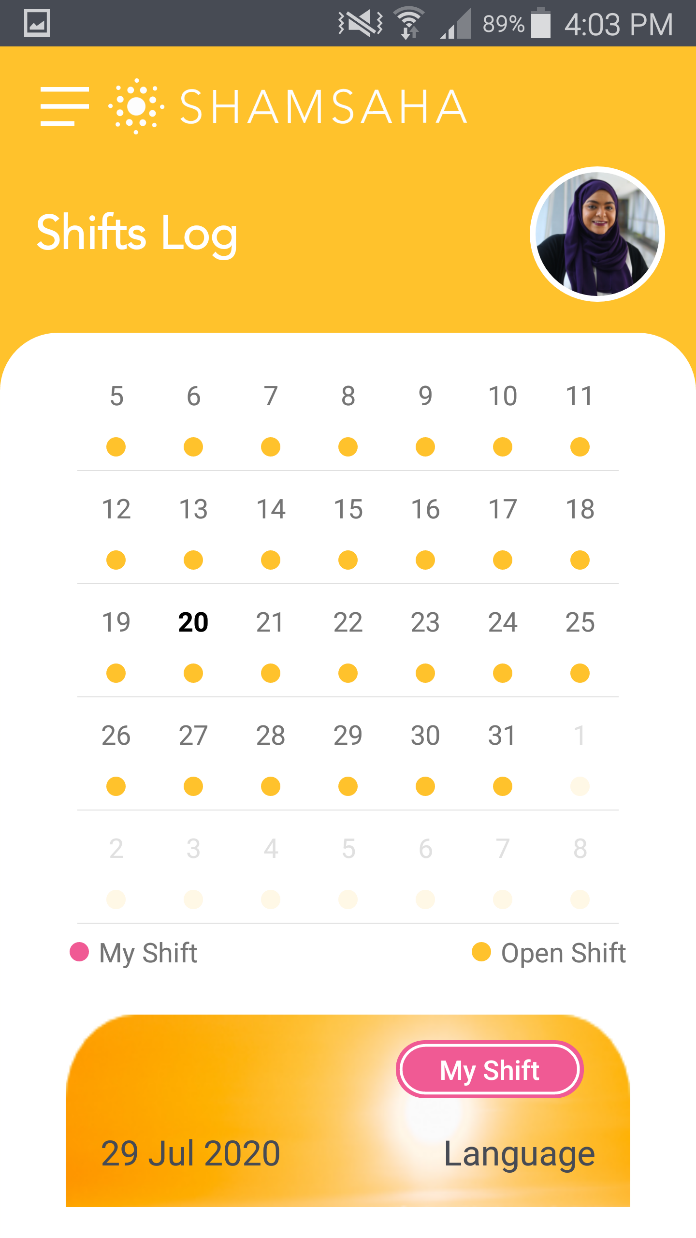 89% 4:03 PM
SHAMSAHA
Shifts Log
5 6 7 8 9 10 11
12 13 14 15 16 17 18
19 20 21 22 23 24 25
26 27 28 29 30 31 1
2 3 4 5 6 7 8
My Shift Open Shift
My Shift
29 Jul 2020 Language